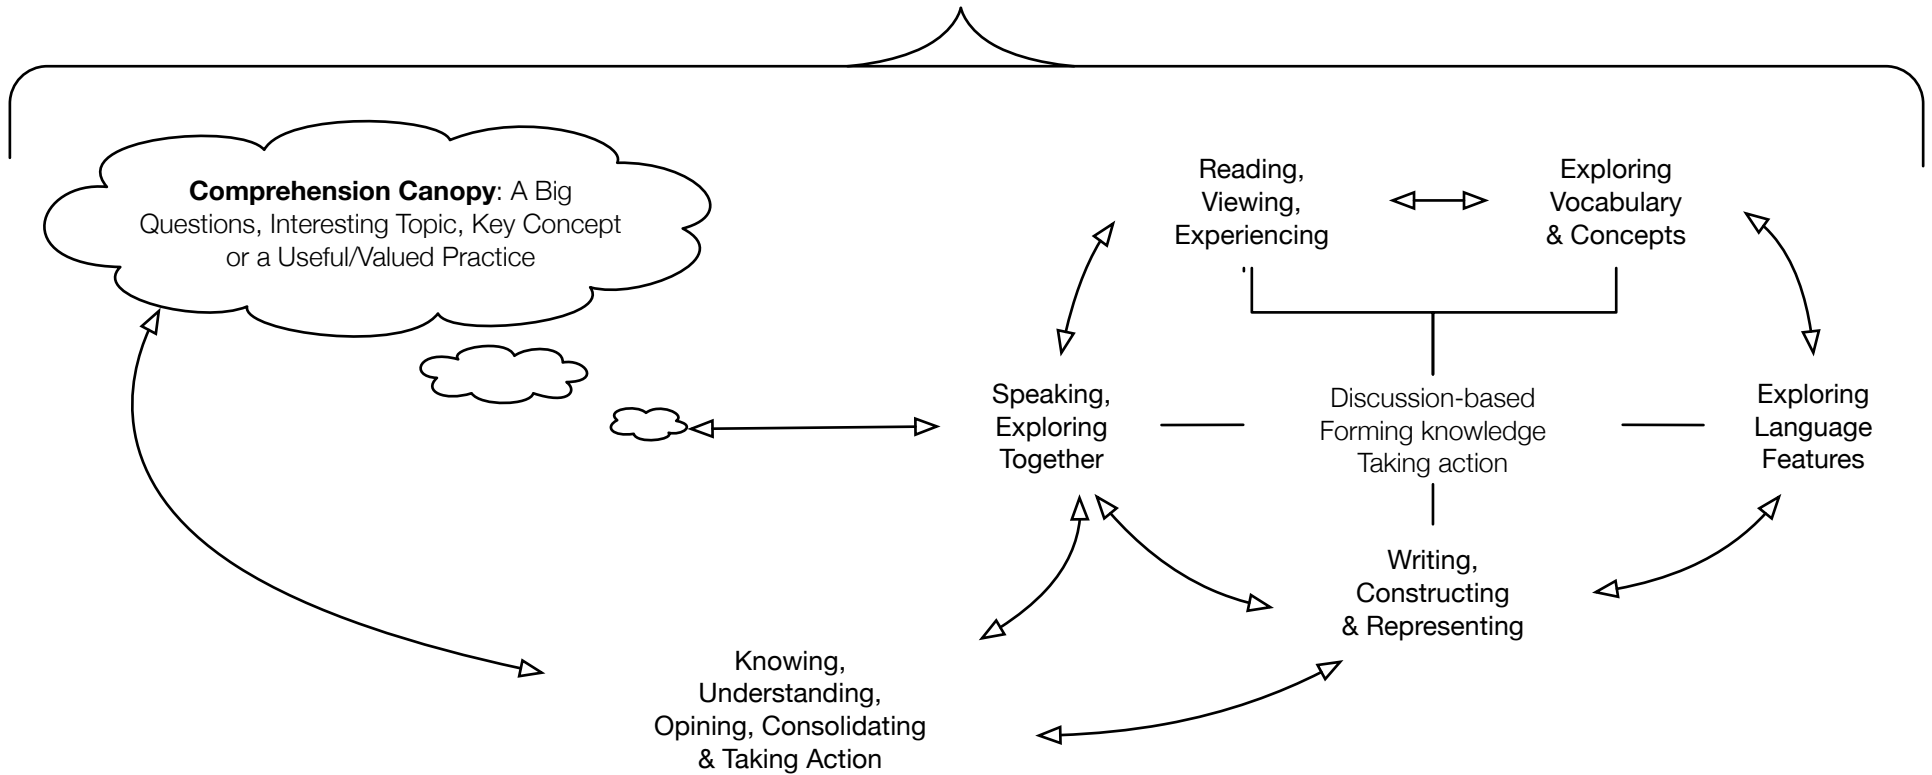 Comprehension Canopy: A Big
Questions, Interesting Topic, Key Concept
or a Useful/Valued Practice
Reading,
Viewing,
Experiencing
Exploring
Vocabulary
& Concepts
Speaking,
Exploring
Together
Discussion-based
Forming knowledge
Taking action
Exploring
Language
Features
Writing,
Constructing
& Representing
Knowing,
Understanding,
Opining, Consolidating
& Taking Action